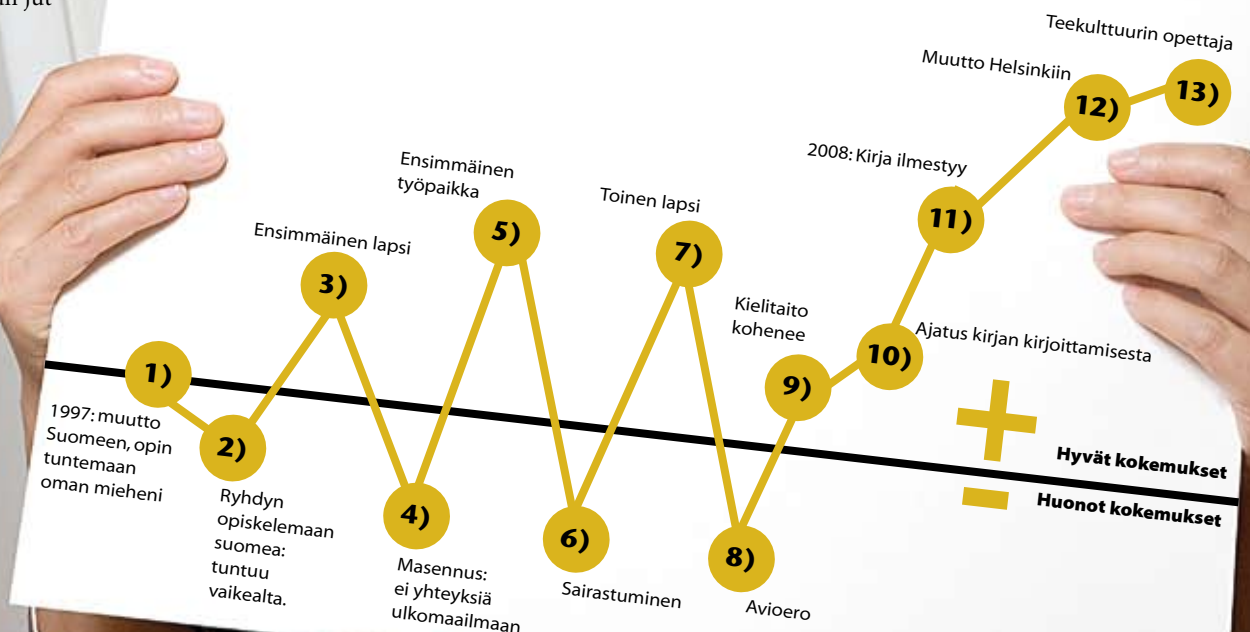 1)
1997: muutto
Suomeen, opin
tuntemaan
oman mieheni
2)
Ryhdyn
opiskelemaan
suomea:
tuntuu
vaikealta.
3)
Ensimmäinen lapsi
4)
Masennus:
ei yhteyksiä
ulkomaailmaan
5)
Ensimmäinen
työpaikka
6)
Sairastuminen
7)
Toinen lapsi
8)
Avioero
9)
Kielitaito
kohenee
10)
Ajatus kirjan kirjoittamisesta
11)
2008: Kirja ilmestyy
12)
Muutto Helsinkiin
13)
Teekulttuurin opettaja
+
Hyvät kokemukset
-
Huonot kokemukset